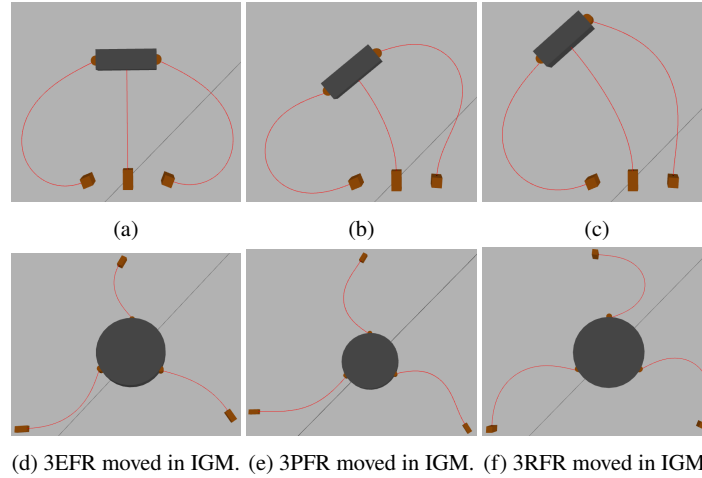 (a) (b) (c)
(d) 3EFR moved in IGM. (e) 3PFR moved in IGM. (f) 3RFR moved in IGM